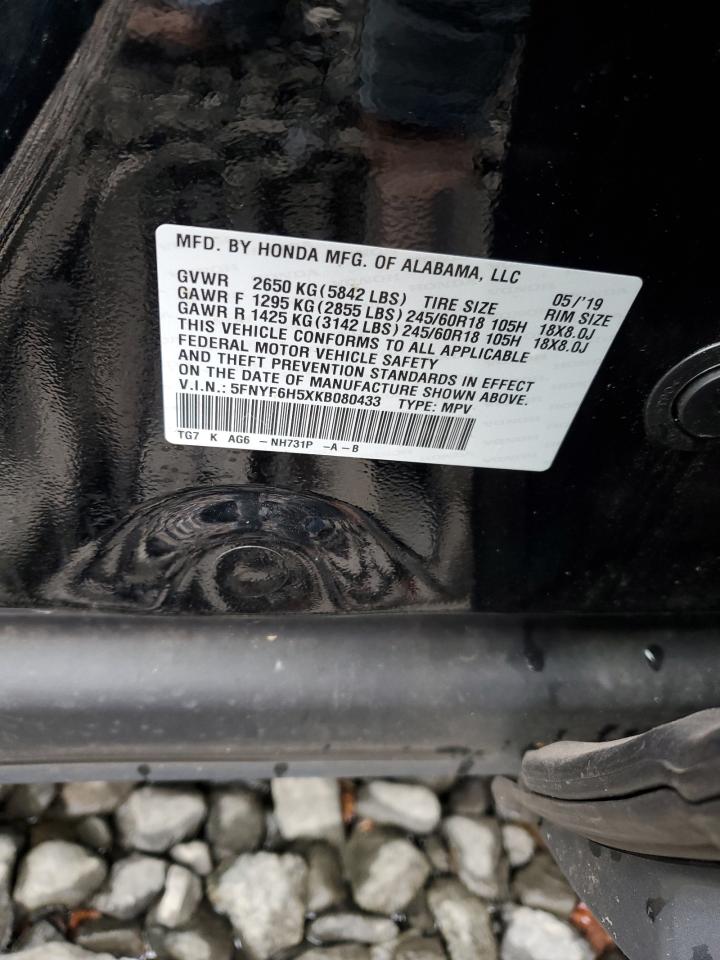 MFD. BY HONDA MFG. OF ALABAMA, LLC
05/'19
GVWR 2650 KG (5842 LBS) TIRE SIZE RIM SIZE
GAWR F 1295 KG (2855 LBS) 245/60R18 105H 18X8.0J
GAWR R 1425 KG (3142 LBS) 245/60R18 105H 18X8.0J
THIS VEHICLE CONFORMS TO ALL APPLICABLE
FEDERAL MOTOR VEHICLE SAFETY
AND THEFT PREVENTION STANDARDS IN EFFECT
ON THE DATE OF MANUFACTURE SHOWN ABOVE.
V.I.N.: 5FNYF6H5XKB080433 TYPE: MPV
TG7 K AG6 -NH731P -A-B